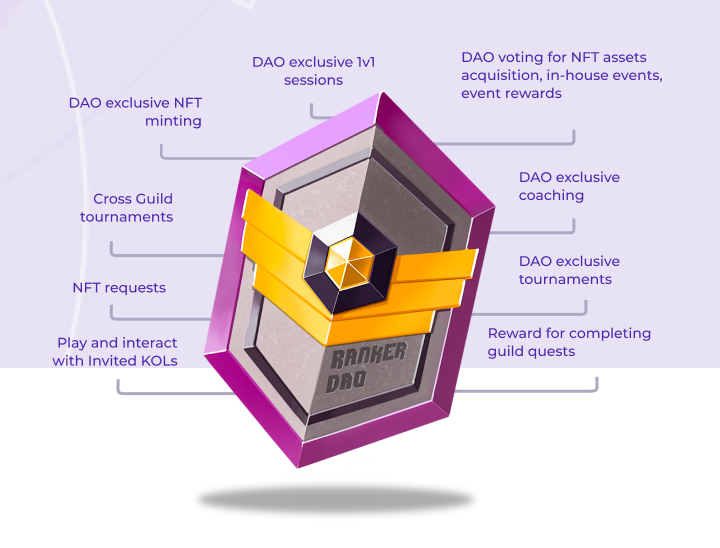 DAO exclusive 1v1
sessions
DAO voting for NFT assets
acquisition, in-house events,
event rewards
DAO exclusive NFT
minting
DAO exclusive
coaching
Cross Guild
tournaments
DAO exclusive
tournaments
NFT requests
Reward for completing
guild quests
Play and interact
with Invited KOLs
RANKER
DAO